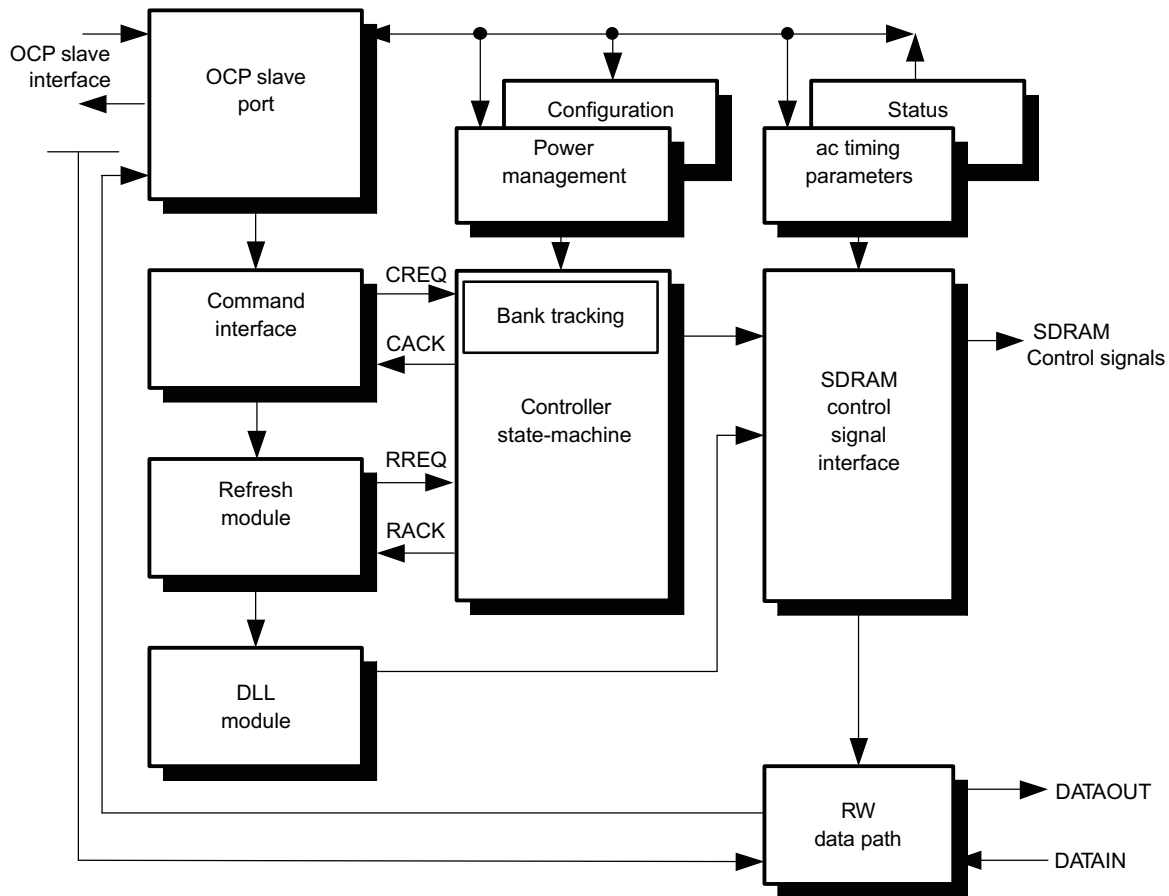 OCP slave
interface
OCP slave
port
Configuration
Power
management
Status
ac timing
parameters
Command
interface
CREQ
CACK
Bank tracking
Controller
state-machine
SDRAM
control
signal
interface
SDRAM
Control signals
Refresh
module
RREQ
RACK
DLL
module
RW
data path
DATAOUT
DATAIN